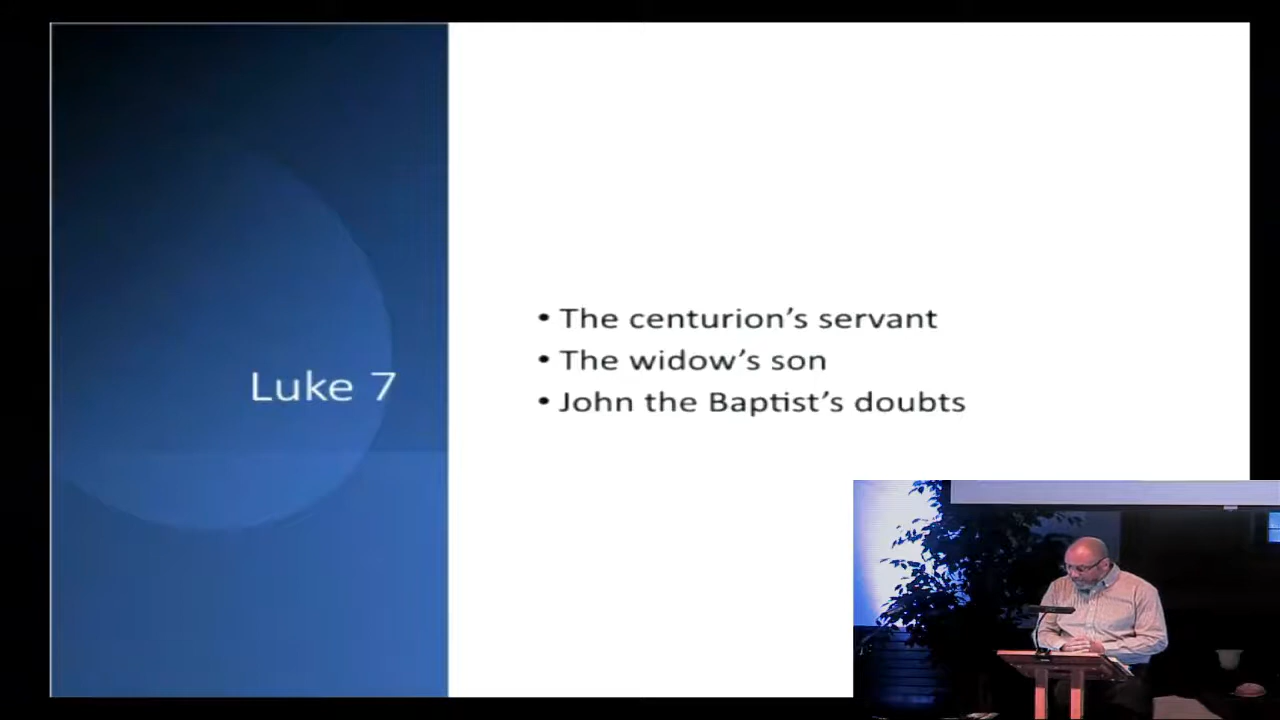 Luke 7
• The centurion’s servant
• The widow’s son
• John the Baptist’s doubts